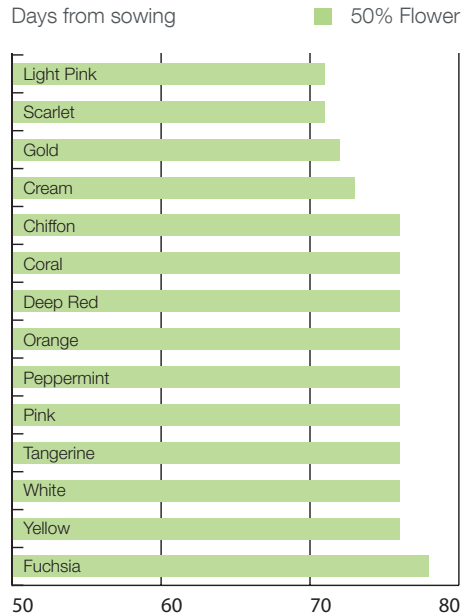 Days from sowing 50% Flower
Light Pink
Scarlet
Gold
Cream
Chiffon
Coral
Deep Red
Orange
Peppermint
Pink
Tangerine
White
Yellow
Fuchsia
50 60 70 80